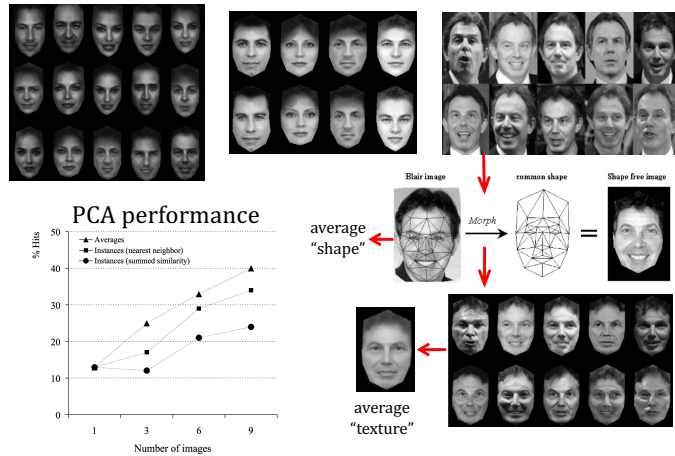 Blair image
common shape
Shape free image
Morph
=
average
“shape”
PCA performance
% Hits
50
40
30
20
10
0
Averages
Instances (nearest neighbor)
Instances (summed similarity)
1
3
6
9
Number of images
average
“texture”